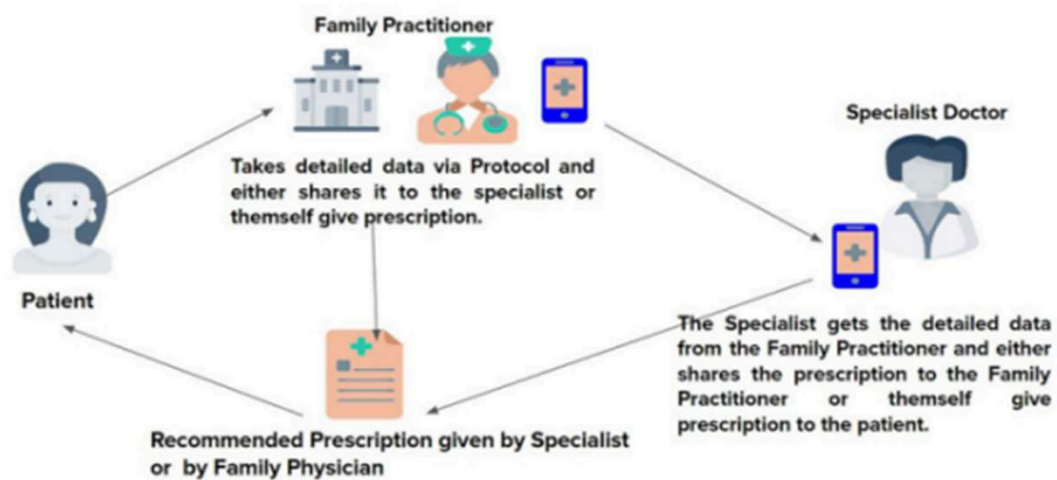 Family Practitioner
Takes detailed data via Protocol and
either shares it to the specialist or
themself give prescription.
Specialist Doctor
Patient
The Specialist gets the detailed data
from the Family Practitioner and either
shares the prescription to the Family
Practitioner or themself give
prescription to the patient.
Recommended Prescription given by Specialist
or by Family Physician